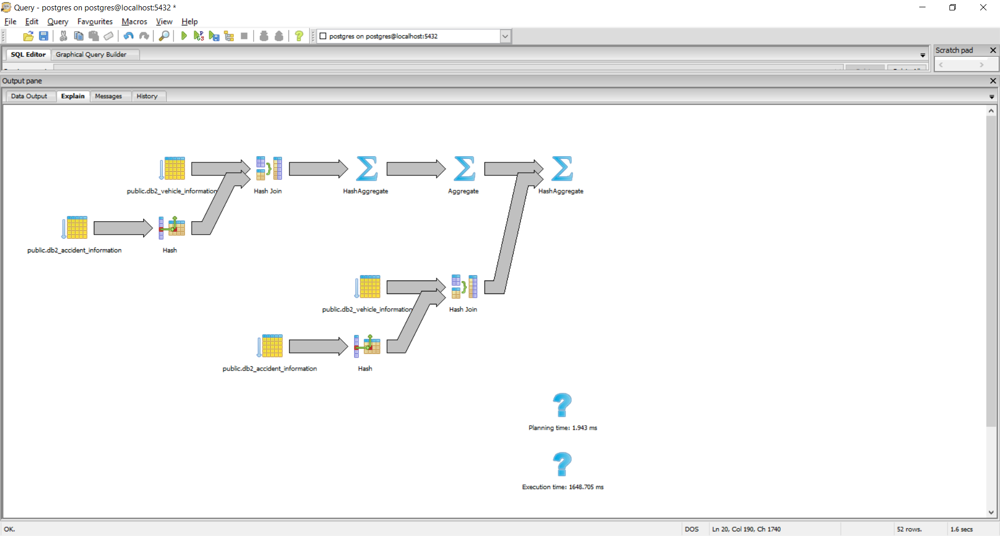 Query - postgres on postgres@localhost:5432 *
File Edit Query Favourites Macros View Help
postgres on postgres@localhost:5432
SQL Editor Graphical Query Builder
Scratch pad
Output pane
Data Output Explain Messages History
public.db2_vehicle_information Hash Join HashAggregate Aggregate HashAggregate
public.db2_accident_information Hash
public.db2_vehicle_information Hash Join
public.db2_accident_information Hash
Planning time: 1.943 ms
Execution time: 1648.705 ms
OK. DOS Ln 20, Col 190, Ch 1740 52 rows. 1.6 secs